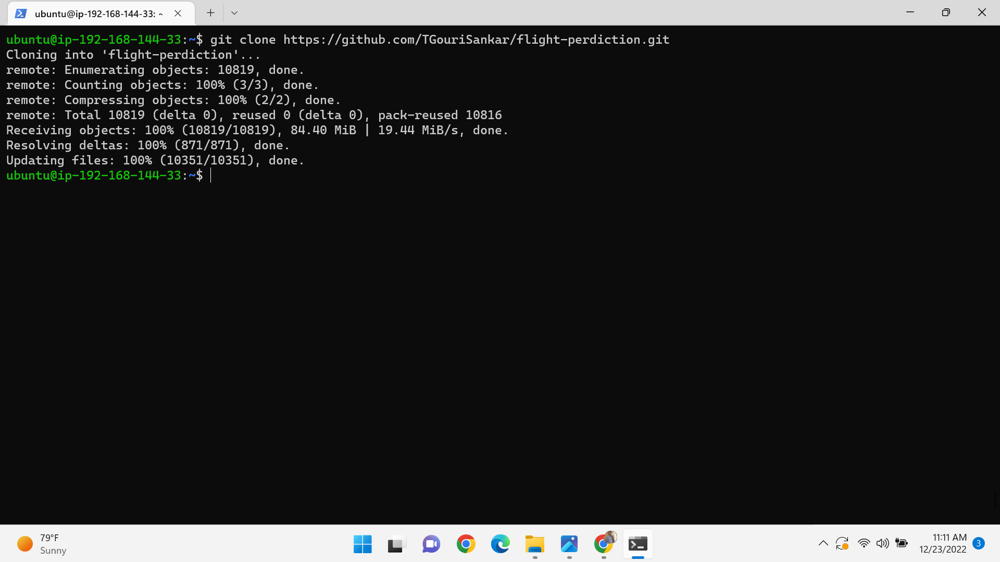 ubuntu@ip-192-168-144-33: ~
ubuntu@ip-192-168-144-33:~$ git clone https://github.com/TGouriSankar/flight-perdiction.git
Cloning into 'flight-perdiction'...
remote: Enumerating objects: 10819, done.
remote: Counting objects: 100% (3/3), done.
remote: Compressing objects: 100% (2/2), done.
remote: Total 10819 (delta 0), reused 0 (delta 0), pack-reused 10816
Receiving objects: 100% (10819/10819), 84.40 MiB | 19.44 MiB/s, done.
Resolving deltas: 100% (871/871), done.
Updating files: 100% (10351/10351), done.
ubuntu@ip-192-168-144-33:~$
79°F
Sunny
11:11 AM
12/23/2022
3